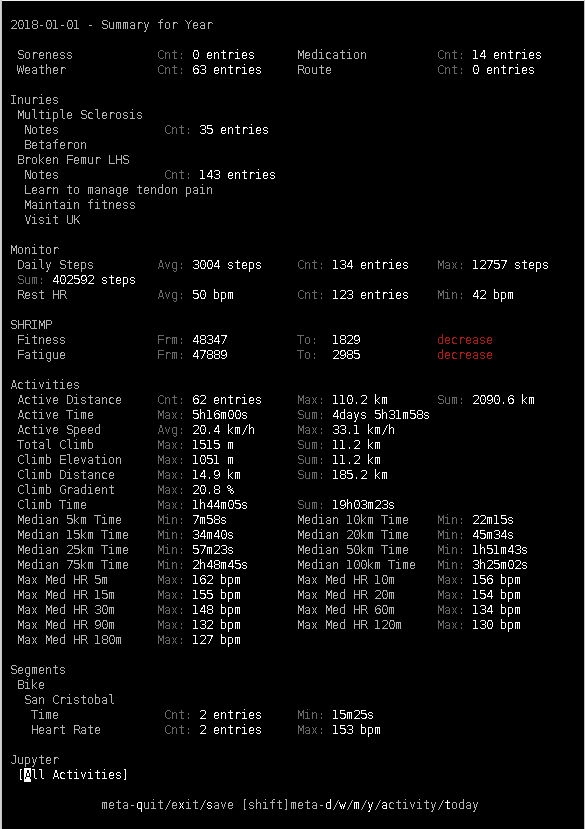 2018-01-01 - Summary for Year
Soreness Cnt: 0 entries Medication Cnt: 14 entries
Weather Cnt: 63 entries Route Cnt: 0 entries
Inuries
Multiple Sclerosis
Notes Cnt: 35 entries
Betaferon
Broken Femur LHS
Notes Cnt: 143 entries
Learn to manage tendon pain
Maintain fitness
Visit UK
Monitor
Daily Steps Avg: 3004 steps Cnt: 134 entries Max: 12757 steps
Sum: 402592 steps
Rest HR Avg: 50 bpm Cnt: 123 entries Min: 42 bpm
SHRIMP
Fitness Frm: 48347 To: 1829 decrease
Fatigue Frm: 47889 To: 2985 decrease
Activities
Active Distance Cnt: 62 entries Max: 110.2 km Sum: 2090.6 km
Active Time Max: 5h16m00s Sum: 4days 5h31m58s
Active Speed Avg: 20.4 km/h Max: 33.1 km/h
Total Climb Max: 1515 m Sum: 11.2 km
Climb Elevation Max: 1051 m Sum: 11.2 km
Climb Distance Max: 14.9 km Sum: 185.2 km
Climb Gradient Max: 20.8 %
Climb Time Max: 1h44m05s Sum: 19h03m23s
Median 5km Time Min: 7m58s Median 10km Time Min: 22m15s
Median 15km Time Min: 34m40s Median 20km Time Min: 45m34s
Median 25km Time Min: 57m23s Median 50km Time Min: 1h51m43s
Median 75km Time Min: 2h48m45s Median 100km Time Min: 3h25m02s
Max Med HR 5m Max: 162 bpm Max Med HR 10m Max: 156 bpm
Max Med HR 15m Max: 155 bpm Max Med HR 20m Max: 154 bpm
Max Med HR 30m Max: 148 bpm Max Med HR 60m Max: 134 bpm
Max Med HR 90m Max: 132 bpm Max Med HR 120m Max: 130 bpm
Max Med HR 180m Max: 127 bpm
Segments
Bike
San Cristobal
Time Cnt: 2 entries Min: 15m25s
Heart Rate Cnt: 2 entries Max: 153 bpm
Jupyter
[All Activities]
meta-quit/exit/save [shift]meta-d/w/m/y/activity/today